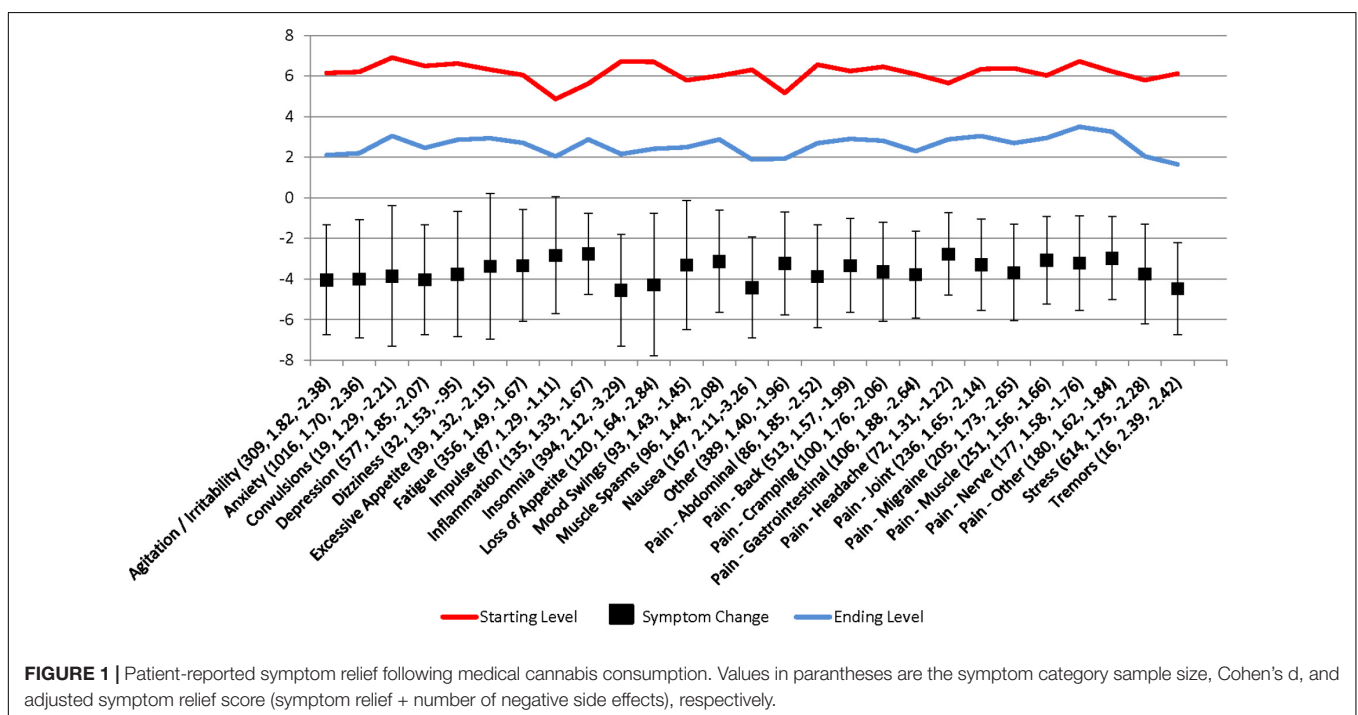 8
6
4
2
0
-2
-4
-6
-8
Agitation / Irritability (309, 1.82, -2.38)
Anxiety (1016, 1.70, -2.36)
Convulsions (19, 1.29, -2.21)
Depression (577, 1.85, -2.07)
Dizziness (32, 1.53, -.95)
Excessive Appetite (39, 1.32, -2.15)
Fatigue (356, 1.49, -1.67)
Impulse (87, 1.29, -1.11)
Inflammation (135, 1.33, -1.67)
Insomnia (394, 2.12, -3.29)
Loss of Appetite (120, 1.64, -2.84)
Mood Swings (93, 1.43, -1.45)
Muscle Spasms (96, 1.44, -2.08)
Nausea (167, 2.11,-3.26 )
Other (389, 1.40, -1.96)
Pain - Abdominal (86, 1.85, -2.52)
Pain - Back (513, 1.57, -1.99)
Pain - Cramping (100, 1.76, -2.06)
Pain - Gastrointestinal (106, 1.88, -2.64)
Pain - Headache (72, 1.31, -1.22)
Pain - Joint (236, 1.65, -2.14)
Pain - Migraine (205, 1.73, -2.65)
Pain - Muscle (251, 1.56, -1.66)
Pain - Nerve (177, 1.58, -1.76)
Pain - Other (180, 1.62, -1.84)
Stress (614, 1.75, -2.28)
Tremors (16, 2.39, -2.42)
Starting Level Symptom Change Ending Level
FIGURE 1 | Patient-reported symptom relief following medical cannabis consumption. Values in parantheses are the symptom category sample size, Cohen's d, and
adjusted symptom relief score (symptom relief + number of negative side effects), respectively.